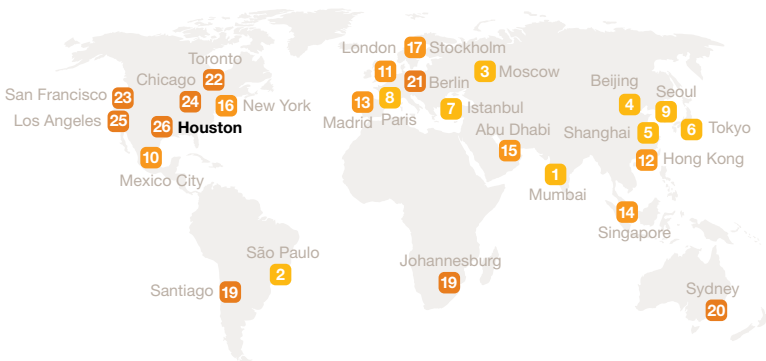 London 17 Stockholm
Toronto
11 21 Berlin 3 Moscow
Chicago 22
Beijing
Seoul
San Francisco 23 24 16 New York
13 8 7 Istanbul
4 9
Los Angeles 25 26 Houston
Madrid Paris
Abu Dhabi
Shanghai 5 6 Tokyo
10
15
12 Hong Kong
Mexico City
1
Mumbai
14
Singapore
São Paulo
2
Johannesburg
19
Santiago 19
Sydney
20